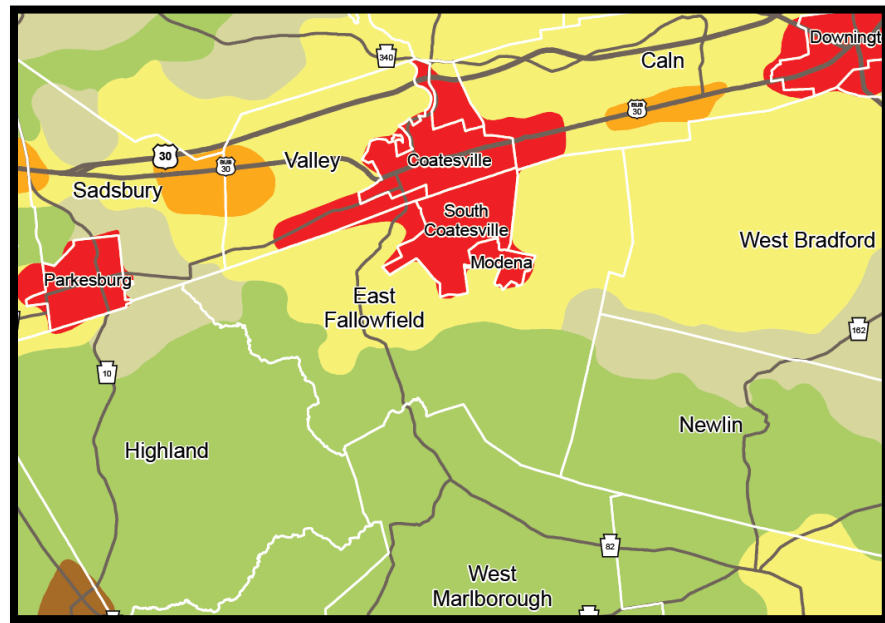 Downingt
340
Caln
BUS
30
30
BUS
30
Valley
Coatesville
Sadsbury
South
Coatesville
West Bradford
Modena
Parkesburg
East
Fallowfield
162
10
Newlin
Highland
82
West
Marlborough